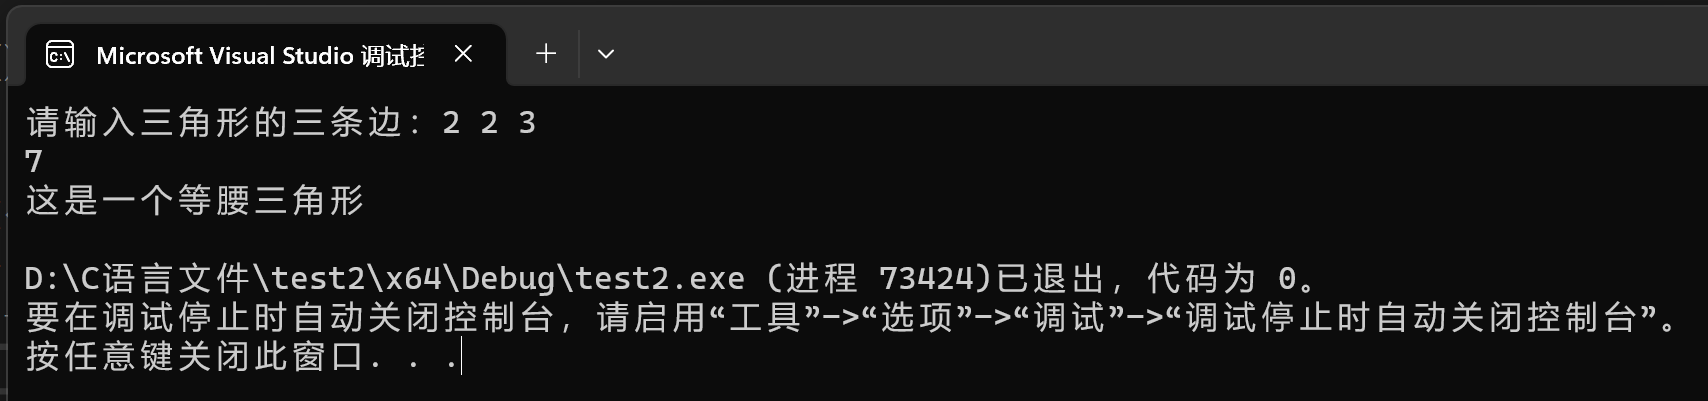 Microsoft Visual Studio 调试
请输入三角形的三条边：2 2 3
7
这是一个等腰三角形
D:\C语言文件\test2\x64\Debug\test2.exe (进程 73424)已退出，代码为 0。
要在调试停止时自动关闭控制台，请启用“工具”->“选项”->“调试”->“调试停止时自动关闭控制台”。
按任意键关闭此窗口. . .